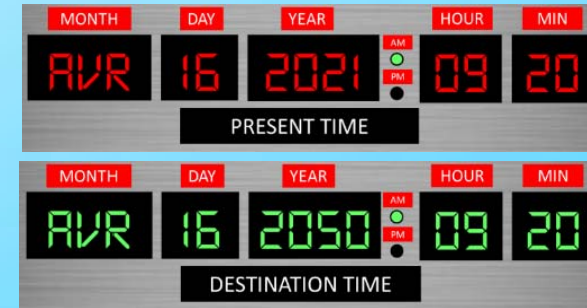 MONTH DAY YEAR HOUR MIN
AM
AVR 16 2021 09 20
PM
PRESENT TIME
MONTH DAY YEAR HOUR MIN
AM
AVR 16 2050 09 20
PM
DESTINATION TIME